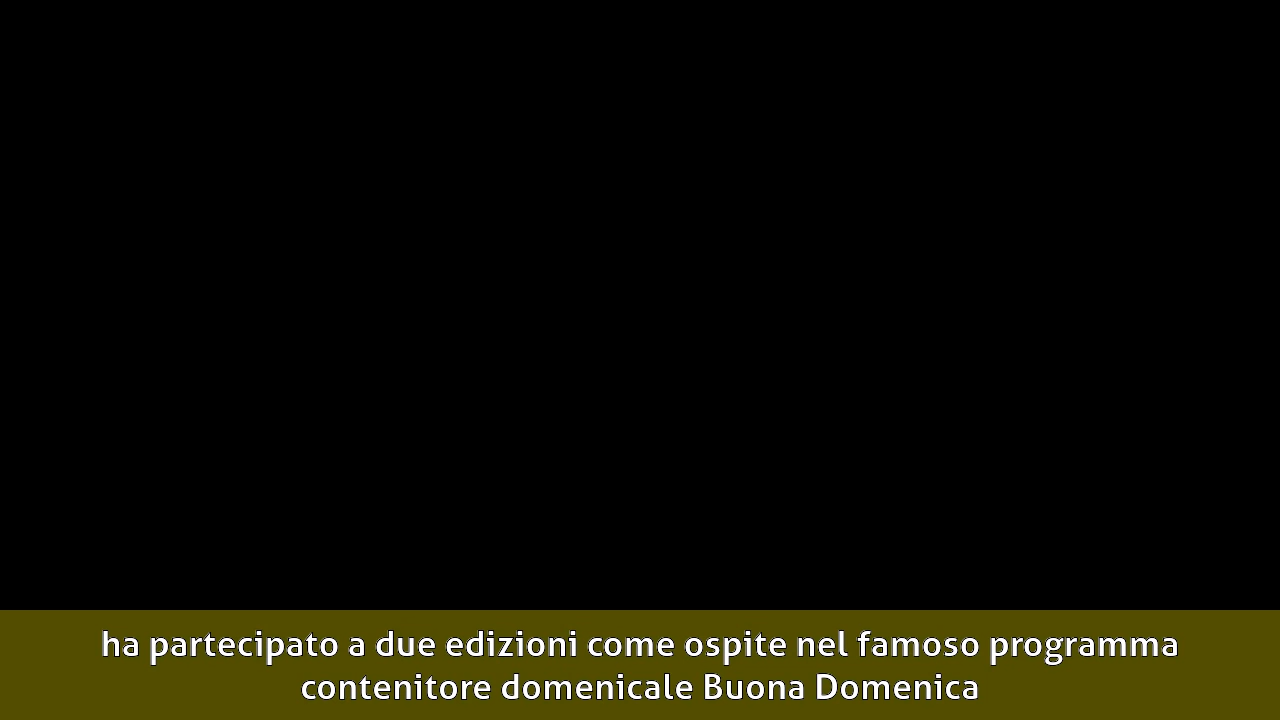 ha partecipato a due edizioni come ospite nel famoso programma
contenitore domenicale Buona Domenica